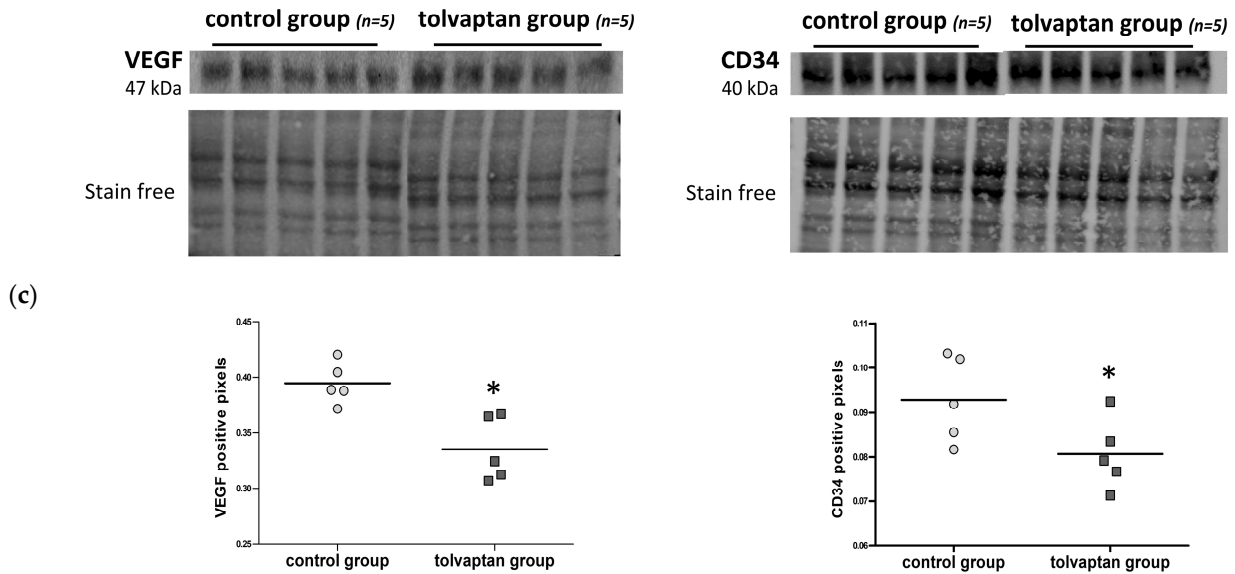 control group (n=5) tolvaptan group (n=5)
VEGF
47 kDa
Stain free
control group (n=5) tolvaptan group (n=5)
CD34
40 kDa
Stain free
(c)
VEGF positive pixels
0.45
0.40
0.35
0.30
0.25
*
control group tolvaptan group
CD34 positive pixels
0.11
0.10
0.09
0.08
0.07
0.06
*
control group tolvaptan group